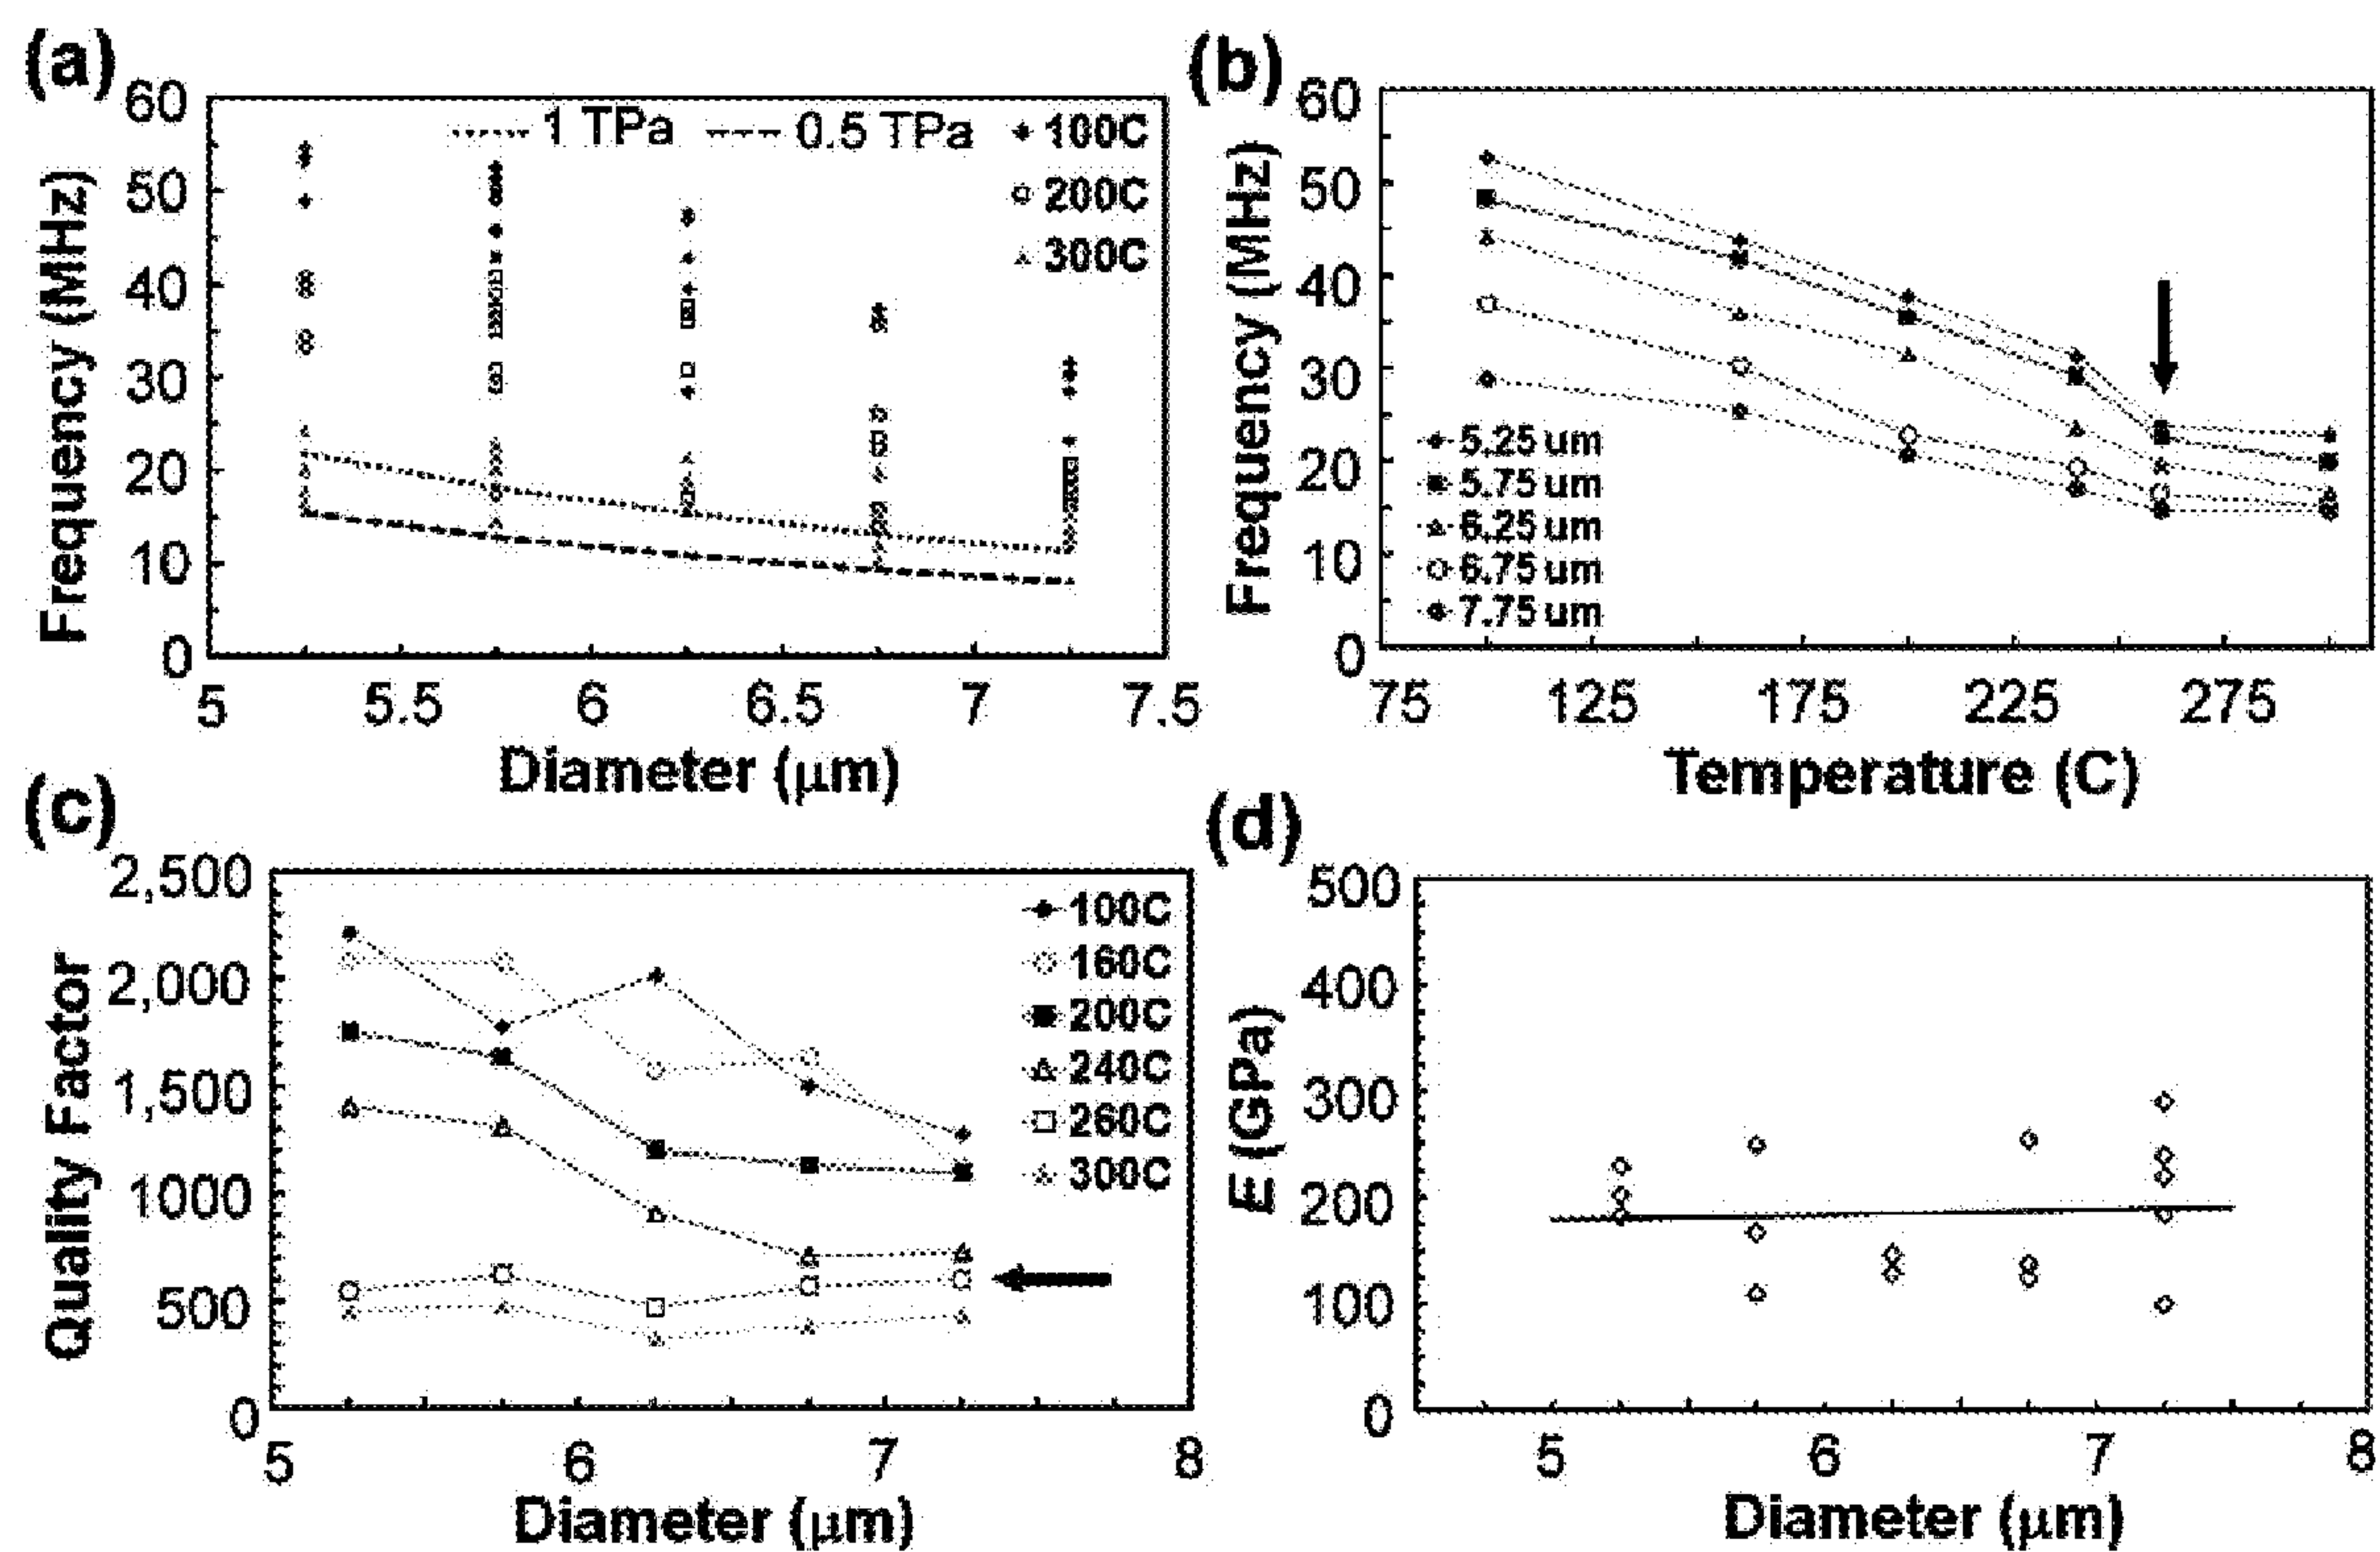 (a)
60
50
40
30
20
10
0
Frequency (MHz)
1 TPa 0.5 TPa 100C
200C
300C
5 5.5 6 6.5 7 7.5
Diameter (μm)
(b)
60
50
40
30
20
10
0
Frequency (MHz)
5.25 um
5.75 um
6.25 um
6.75 um
7.75 um
75 125 175 225 275
Temperature (C)
(c)
2,500
2,000
1,500
1000
500
0
Quality Factor
100C
160C
200C
240C
260C
300C
5 6 7 8
Diameter (μm)
(d)
500
400
300
200
100
0
E (GPa)
5 6 7 8
Diameter (μm)